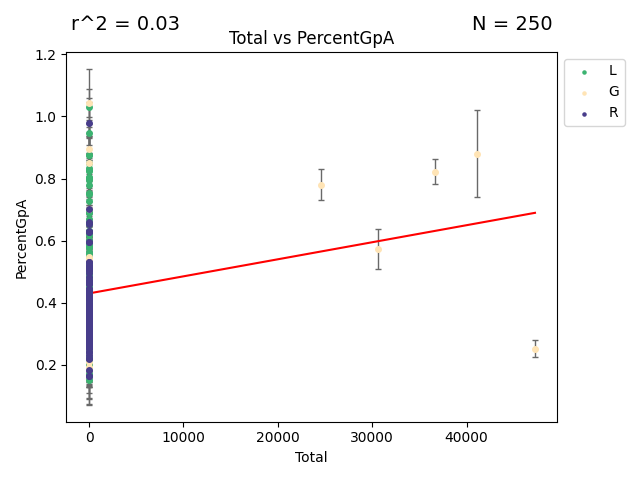 r^2 = 0.03
N = 250
Total vs PercentGpA
1.2
1.0
0.8
0.6
0.4
0.2
PercentGpA
0
10000
20000
30000
40000
Total
L
G
R